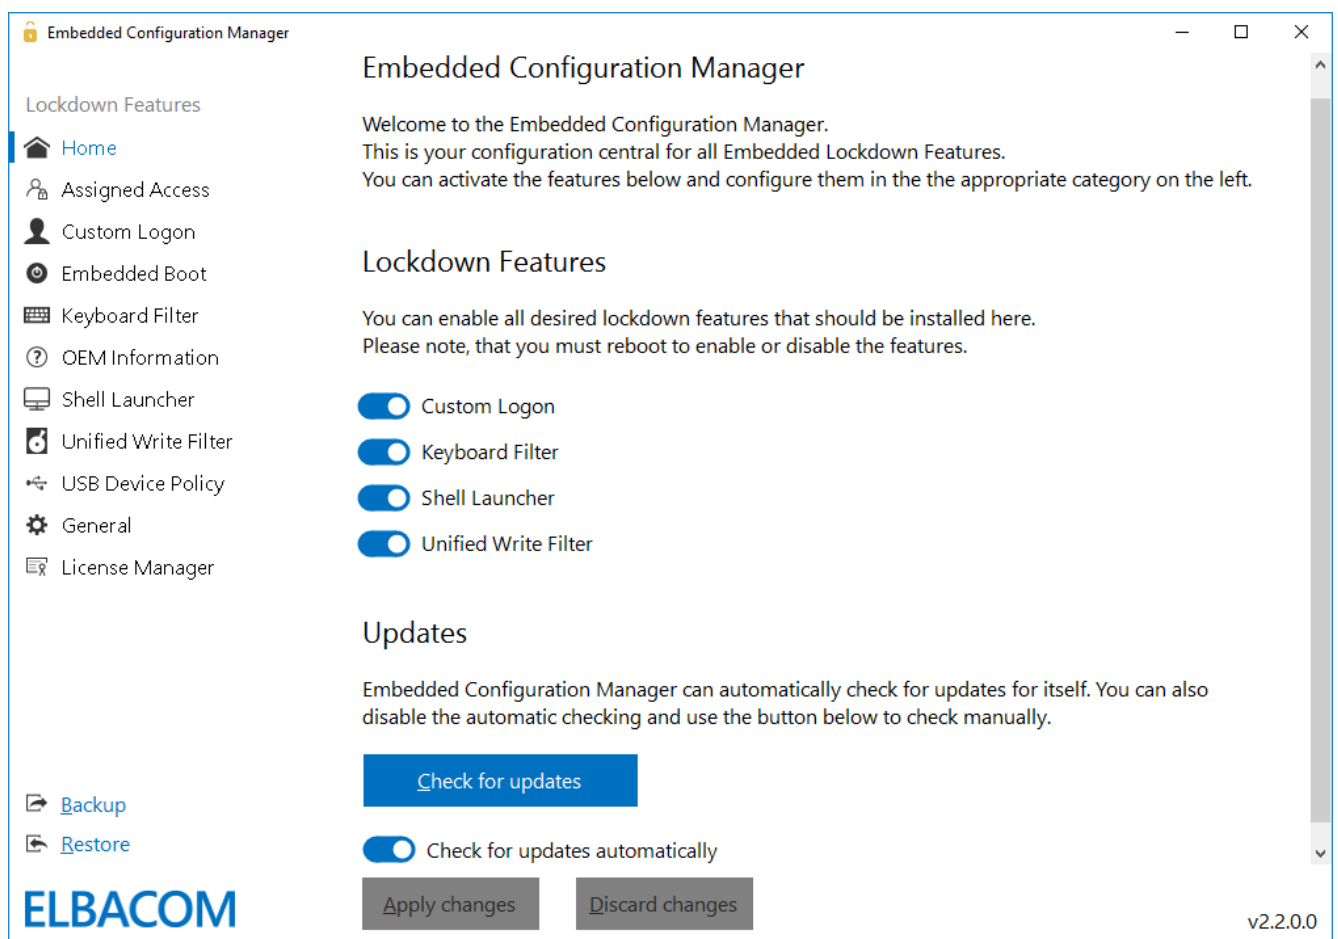 Embedded Configuration Manager
Lockdown Features
Home
Assigned Access
Custom Logon
Embedded Boot
Keyboard Filter
OEM Information
Shell Launcher
Unified Write Filter
USB Device Policy
General
License Manager
Backup
Restore
ELBACOM
Embedded Configuration Manager
Welcome to the Embedded Configuration Manager.
This is your configuration central for all Embedded Lockdown Features.
You can activate the features below and configure them in the the appropriate category on the left.
Lockdown Features
You can enable all desired lockdown features that should be installed here.
Please note, that you must reboot to enable or disable the features.
Custom Logon
Keyboard Filter
Shell Launcher
Unified Write Filter
Updates
Embedded Configuration Manager can automatically check for updates for itself. You can also
disable the automatic checking and use the button below to check manually.
Check for updates
Check for updates automatically
Apply changes
Discard changes
v2.2.0.0